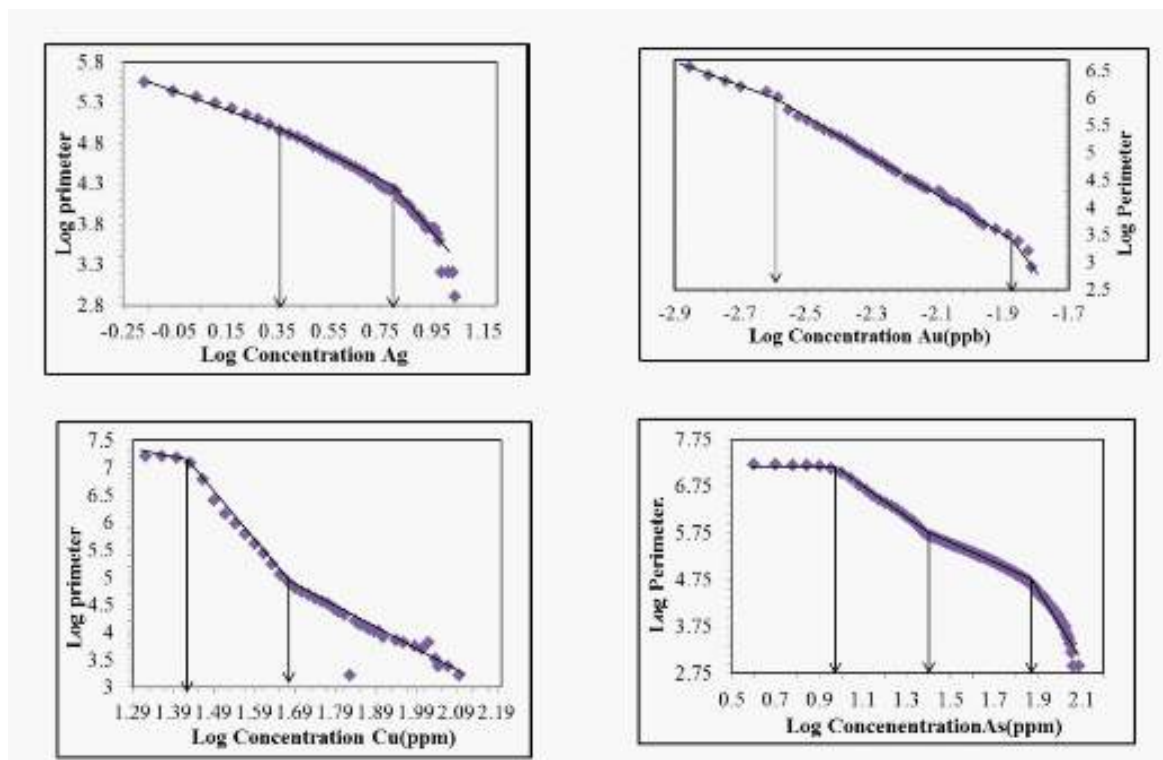 5.8
5.3
4.8
4.3
3.8
3.3
2.8
Log primeter
-0.25 -0.05 0.15 0.35 0.55 0.75 0.95 1.15
Log Concentration Ag
6.5
6
5.5
5
4.5
4
3.5
3
2.5
Log Perimeter
-2.9 -2.7 -2.5 -2.3 -2.1 -1.9 -1.7
Log Concentration Au(ppb)
7.5
7
6.5
6
5.5
5
4.5
4
3.5
3
Log primeter
1.29 1.39 1.49 1.59 1.69 1.79 1.89 1.99 2.09 2.19
Log Concentration Cu(ppm)
7.75
6.75
5.75
4.75
3.75
2.75
Log Perimeter.
0.5 0.7 0.9 1.1 1.3 1.5 1.7 1.9 2.1
Log ConcenentrationAs(ppm)